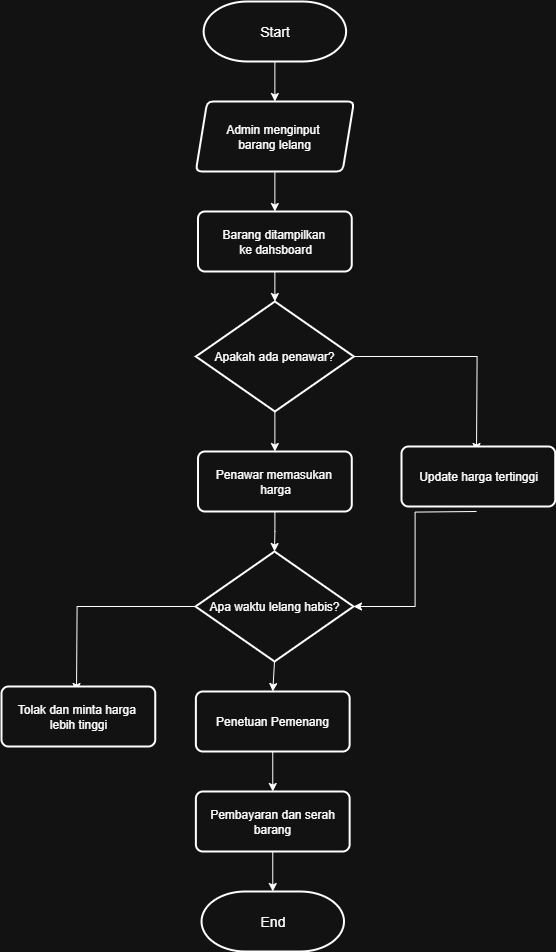 Start
Admin menginput
barang lelang
Barang ditampilkan
ke dahsboard
Apakah ada penawar?
Penawar memasukan
harga
Update harga tertinggi
Apa waktu lelang habis?
Tolak dan minta harga
lebih tinggi
Penetuan Pemenang
Pembayaran dan serah
barang
End